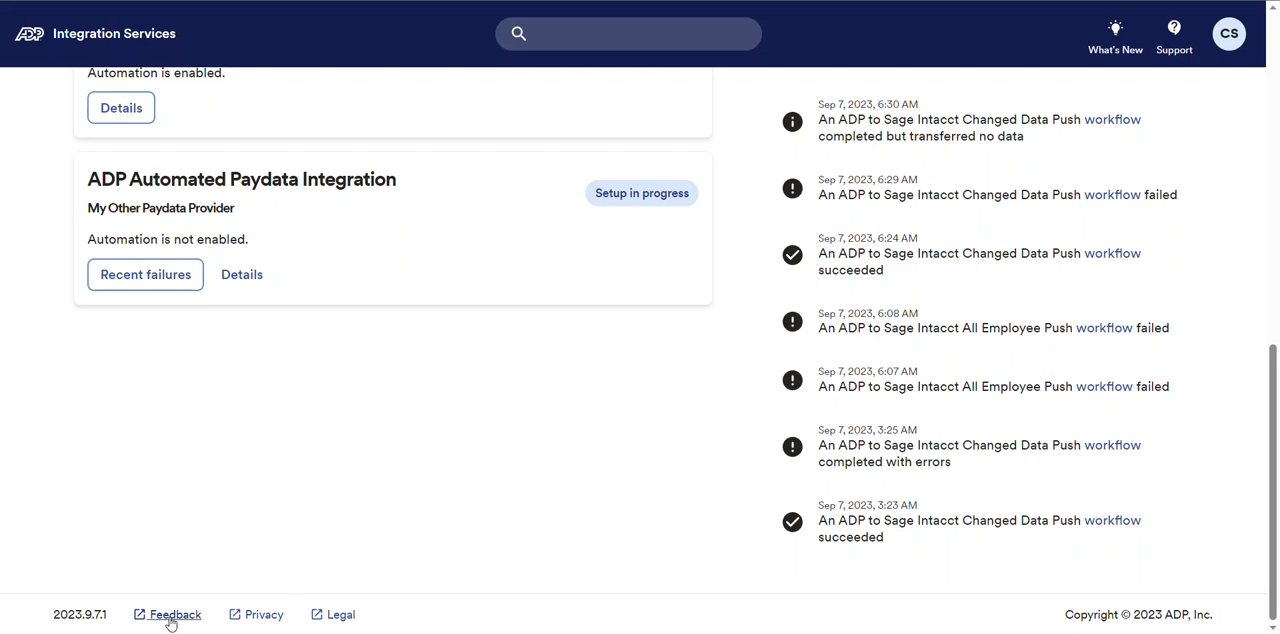 ADP Integration Services
What's New
Support
CS
Automation is enabled.
Details
ADP Automated Paydata Integration
Setup in progress
My Other Paydata Provider
Automation is not enabled.
Recent failures
Details
Sep 7, 2023, 6:30 AM
An ADP to Sage Intacct Changed Data Push workflow
completed but transferred no data
Sep 7, 2023, 6:29 AM
An ADP to Sage Intacct Changed Data Push workflow failed
Sep 7, 2023, 6:24 AM
An ADP to Sage Intacct Changed Data Push workflow
succeeded
Sep 7, 2023, 6:08 AM
An ADP to Sage Intacct All Employee Push workflow failed
Sep 7, 2023, 6:07 AM
An ADP to Sage Intacct All Employee Push workflow failed
Sep 7, 2023, 3:25 AM
An ADP to Sage Intacct Changed Data Push workflow
completed with errors
Sep 7, 2023, 3:23 AM
An ADP to Sage Intacct Changed Data Push workflow
succeeded
2023.9.7.1
Feedback
Privacy
Legal
Copyright © 2023 ADP, Inc.